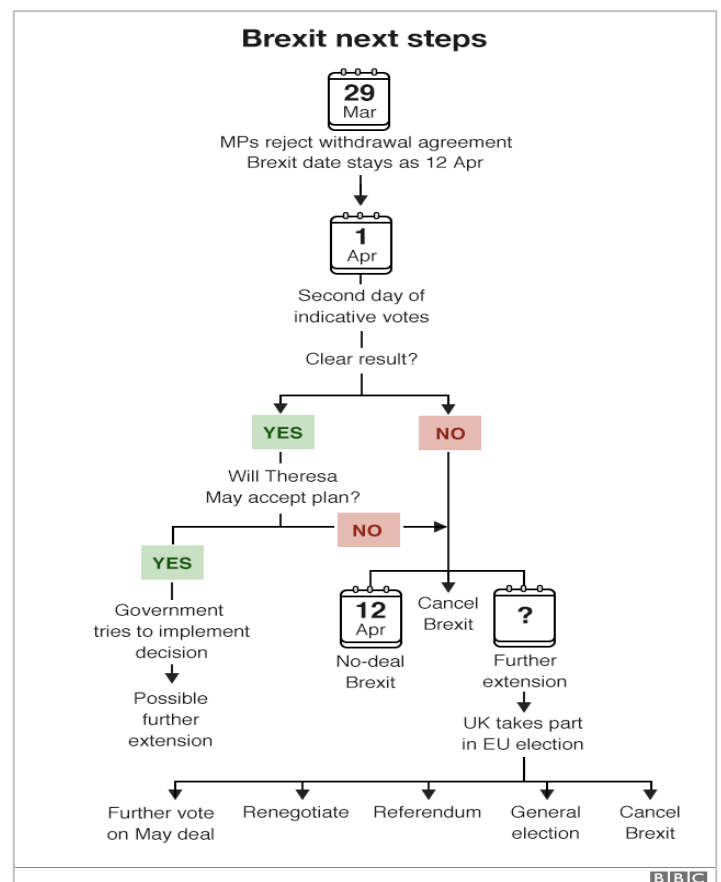 Brexit next steps
29
Mar
MPs reject withdrawal agreement
Brexit date stays as 12 Apr
1
Apr
Second day of
indicative votes
Clear result?
YES
NO
Will Theresa
May accept plan?
NO
YES
Government
tries to implement
decision
Possible
further
extension
12
Apr
No-deal
Brexit
Cancel
Brexit
?
Further
extension
UK takes part
in EU election
Further vote
on May deal
Renegotiate
Referendum
General
election
Cancel
Brexit
BBC